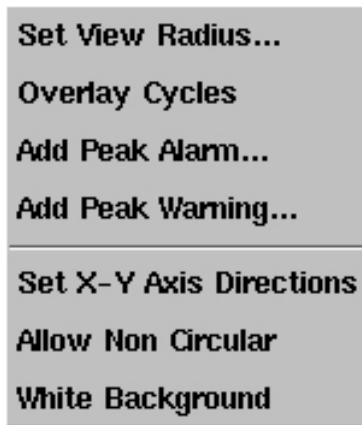 Set View Radius...
Overlay Cycles
Add Peak Alarm...
Add Peak Warning...
Set X-Y Axis Directions
Allow Non Circular
White Background